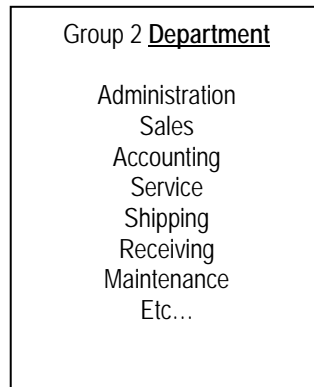 Group 2 Department
Administration
Sales
Accounting
Service
Shipping
Receiving
Maintenance
Etc…